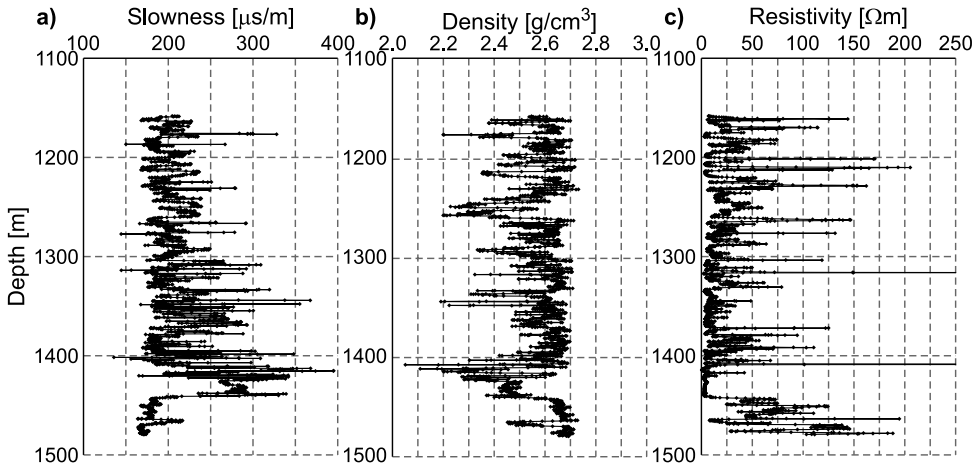 a) Slowness [μs/m]
100 200 300 400
b) Density [g/cm³]
2.0 2.2 2.4 2.6 2.8 3.0
c) Resistivity [Ωm]
0 50 100 150 200 250
Depth [m]
1100
1200
1300
1400
1500
1100
1200
1300
1400
1500
1100
1200
1300
1400
1500